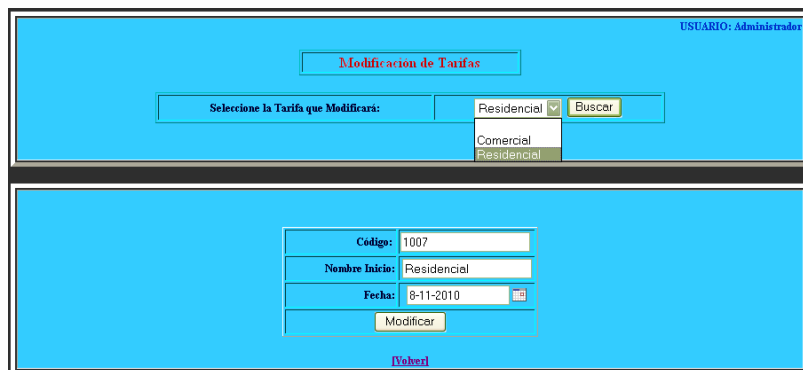 USUARIO: Administrador
Modificación de Tarifas
Seleccione la Tarifa que Modificará: Residencial Buscar
Comercial
Residencial
Código: 1007
Nombre Inicio: Residencial
Fecha: 8-11-2010
Modificar
[Volver]